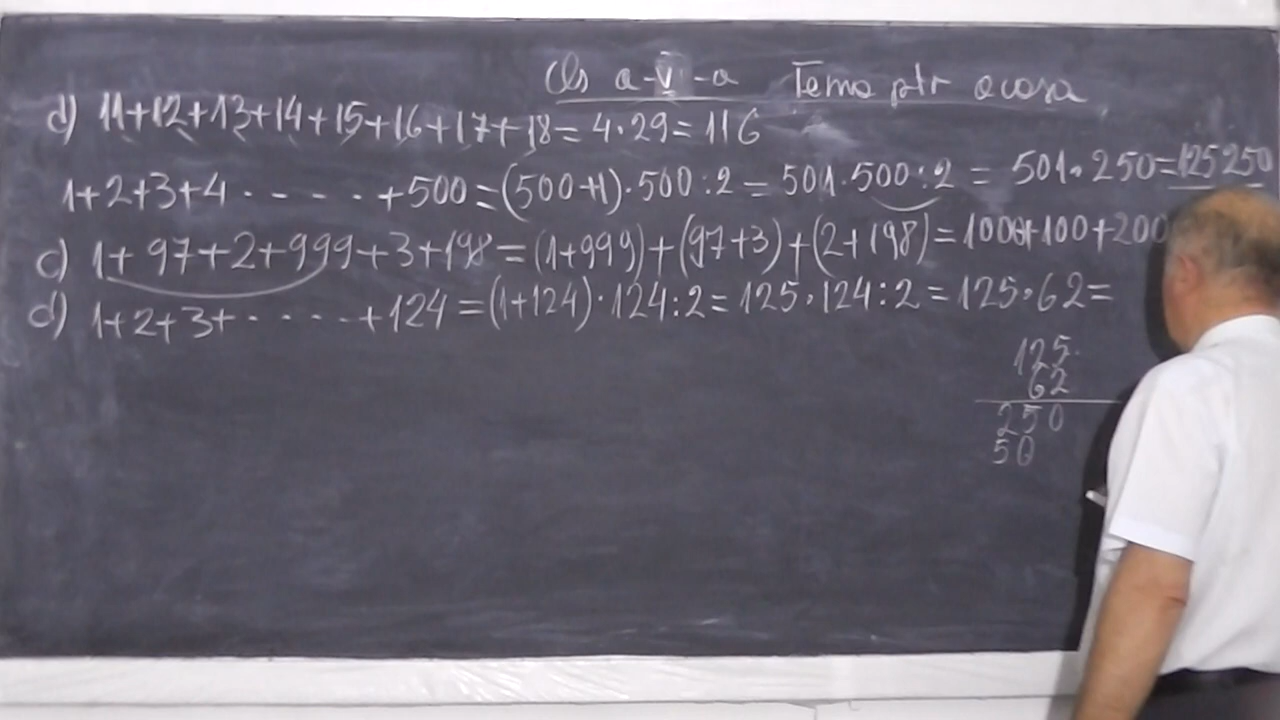 Cls a-V-a Tema ptr acasa
d) 11+12+13+14+15+16+17+18=4·29=116
1+2+3+4 - - - - · +500=(500+1)·500:2=501·500:2=501·250=125250
c) 1+97+2+999+3+198=(1+999)+(97+3)+(2+198)=1000+100+200
d) 1+2+3+· - - - · +124=(1+124)·124:2=125·124:2=125·62=
125
62
250
50